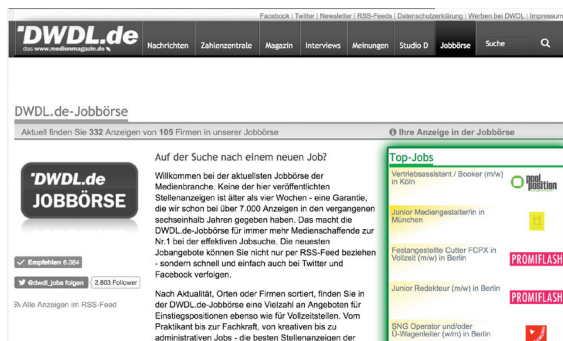 Facebook | Twitter | Newsletter | RSS-Feeds | Datenschutzerklärung | Werben bei DWDL | Impressum
"DWDL.de
das www.medienmagazin.de
Nachrichten Zahlenzentrale Magazin Interviews Meinungen Studio D Jobbörse Suche
DWDL.de-Jobbörse
Aktuell finden Sie 332 Anzeigen von 105 Firmen in unserer Jobbörse
Ihre Anzeige in der Jobbörse
"DWDL.de
JOBBÖRSE
Empfehlen 6.384
@dwdl_jobs folgen 2.803 Follower
Alle Anzeigen im RSS-Feed
Auf der Suche nach einem neuen Job?
Willkommen bei der aktuellsten Jobbörse der
Medienbranche. Keine der hier veröffentlichten
Stellenanzeigen ist älter als vier Wochen - eine Garantie,
die wir schon bei über 7.000 Anzeigen in den vergangenen
sechseinhalb Jahren gegeben haben. Das macht die
DWDL.de-Jobbörse für immer mehr Medienschaffende zur
Nr.1 bei der effektiven Jobsuche. Die neuesten
Jobangebote können Sie nicht nur per RSS-Feed beziehen
- sondern schnell und einfach auch bei Twitter und
Facebook verfolgen.
Nach Aktualität, Orten oder Firmen sortiert, finden Sie in
der DWDL.de-Jobbörse eine Vielzahl an Angeboten für
Einstiegspositionen ebenso wie für Vollzeitstellen. Vom
Praktikant bis zur Fachkraft, von kreativen bis zu
administrativen Jobs - die besten Stellenanzeigen der
Top-Jobs
Vertriebsassistent / Booker (m/w)
in Köln
pool
position
Junior Mediengestalter/in in
München
Festangestellte Cutter FCPX in
Vollzeit (m/w) in Berlin
PROMIFLASH
Junior Redakteur (m/w) in Berlin
PROMIFLASH
SNG Operator und/oder
Ü-Wagenleiter (w/m) in Berlin